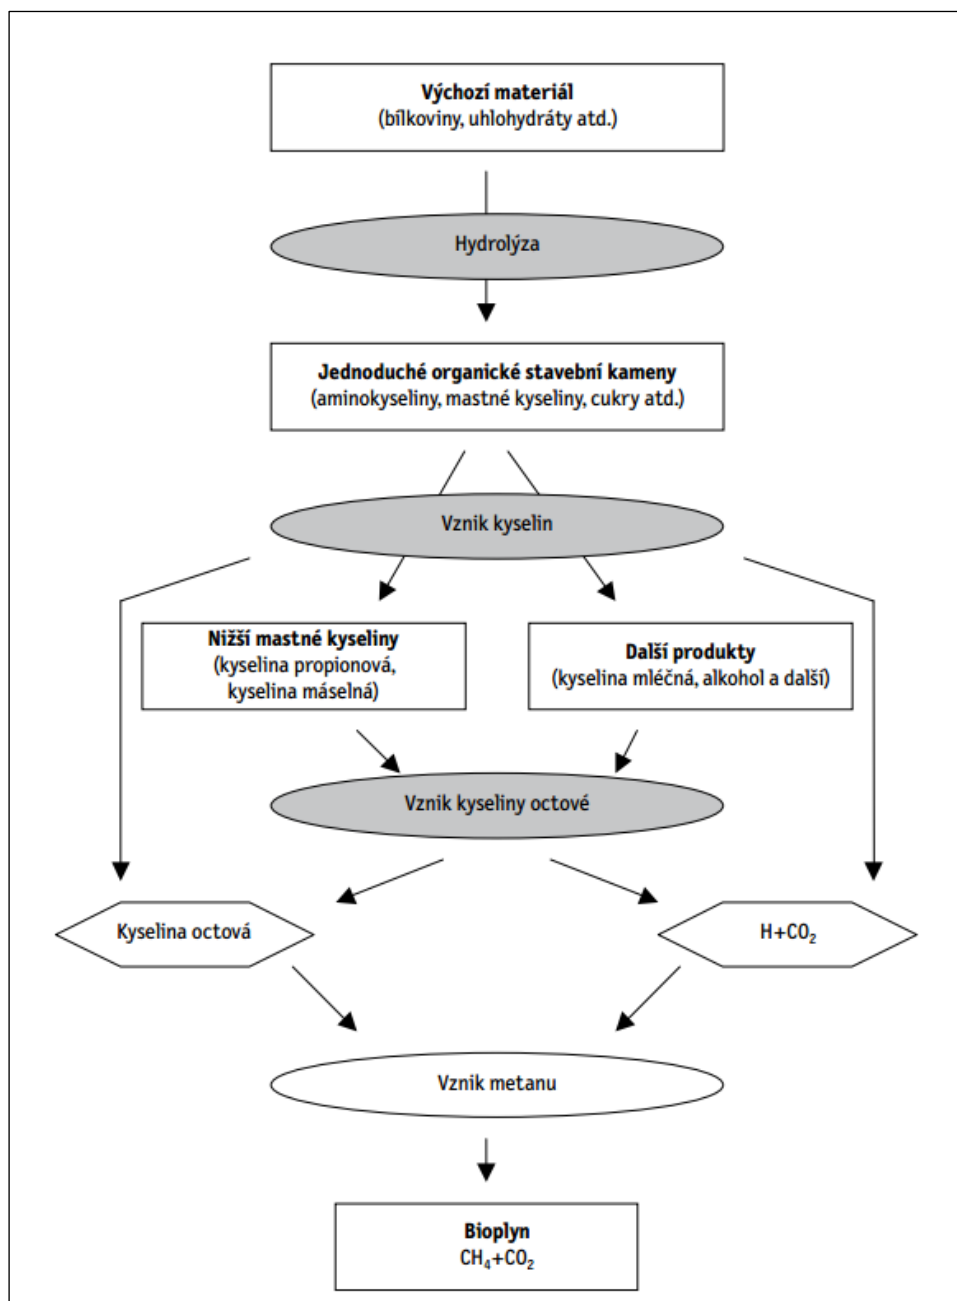 Výchozí materiál
(bílkoviny, uhlohydráty atd.)
Hydrolýza
Jednoduché organické stavební kameny
(aminokyseliny, mastné kyseliny, cukry atd.)
Vznik kyselin
Nižší mastné kyseliny
(kyselina propionová,
kyselina máselná)
Další produkty
(kyselina mléčná, alkohol a další)
Vznik kyseliny octové
Kyselina octová
H+CO₂
Vznik metanu
Bioplyn
CH₄+CO₂